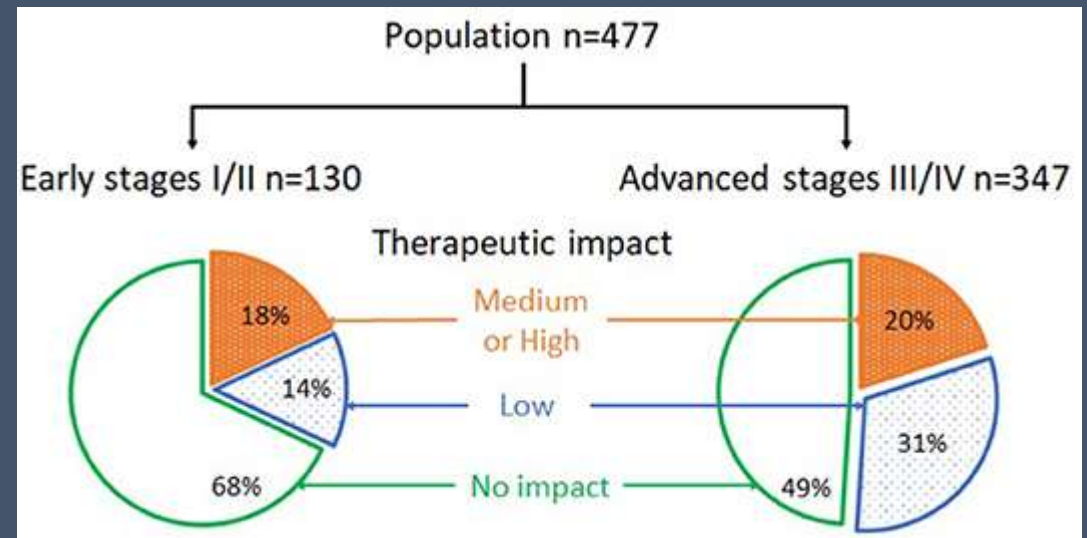 Population n=477
Early stages I/II n=130
Advanced stages III/IV n=347
Therapeutic impact
Medium
or High
18%
20%
14%
Low
31%
68%
No impact
49%